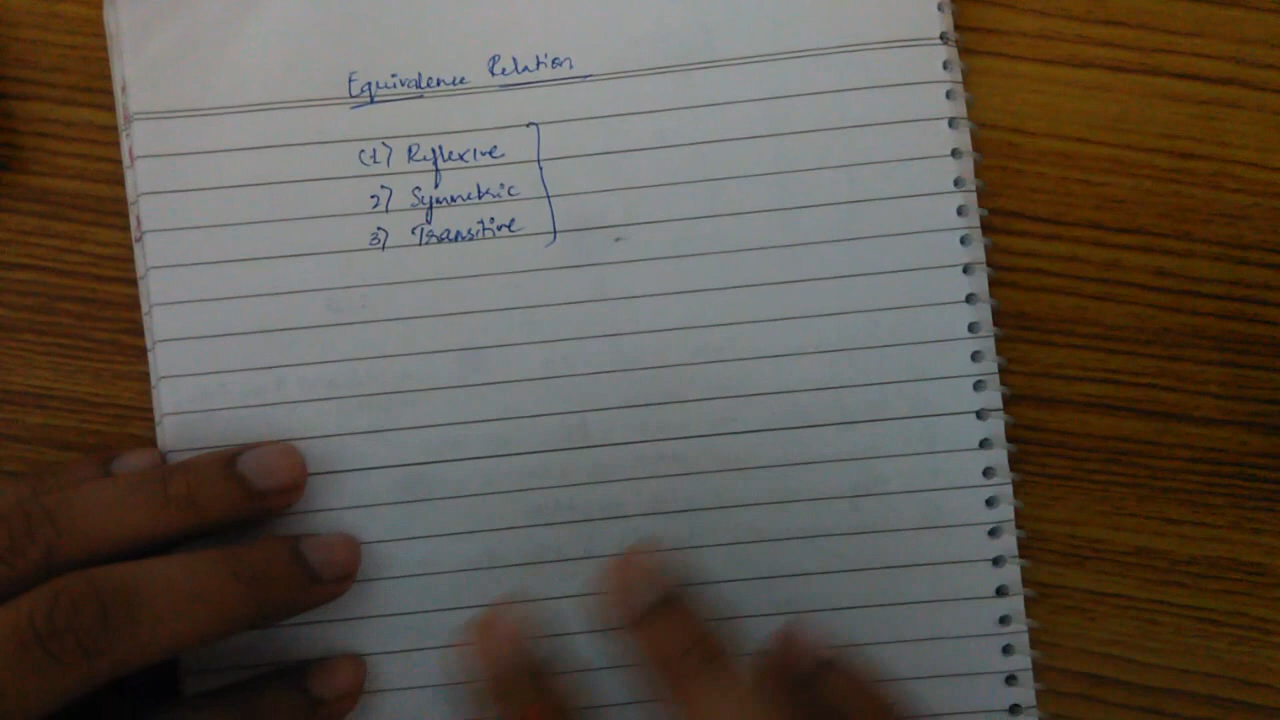 Equivalence Relation
(1) Reflexive
2) Symmetric
3) Transitive